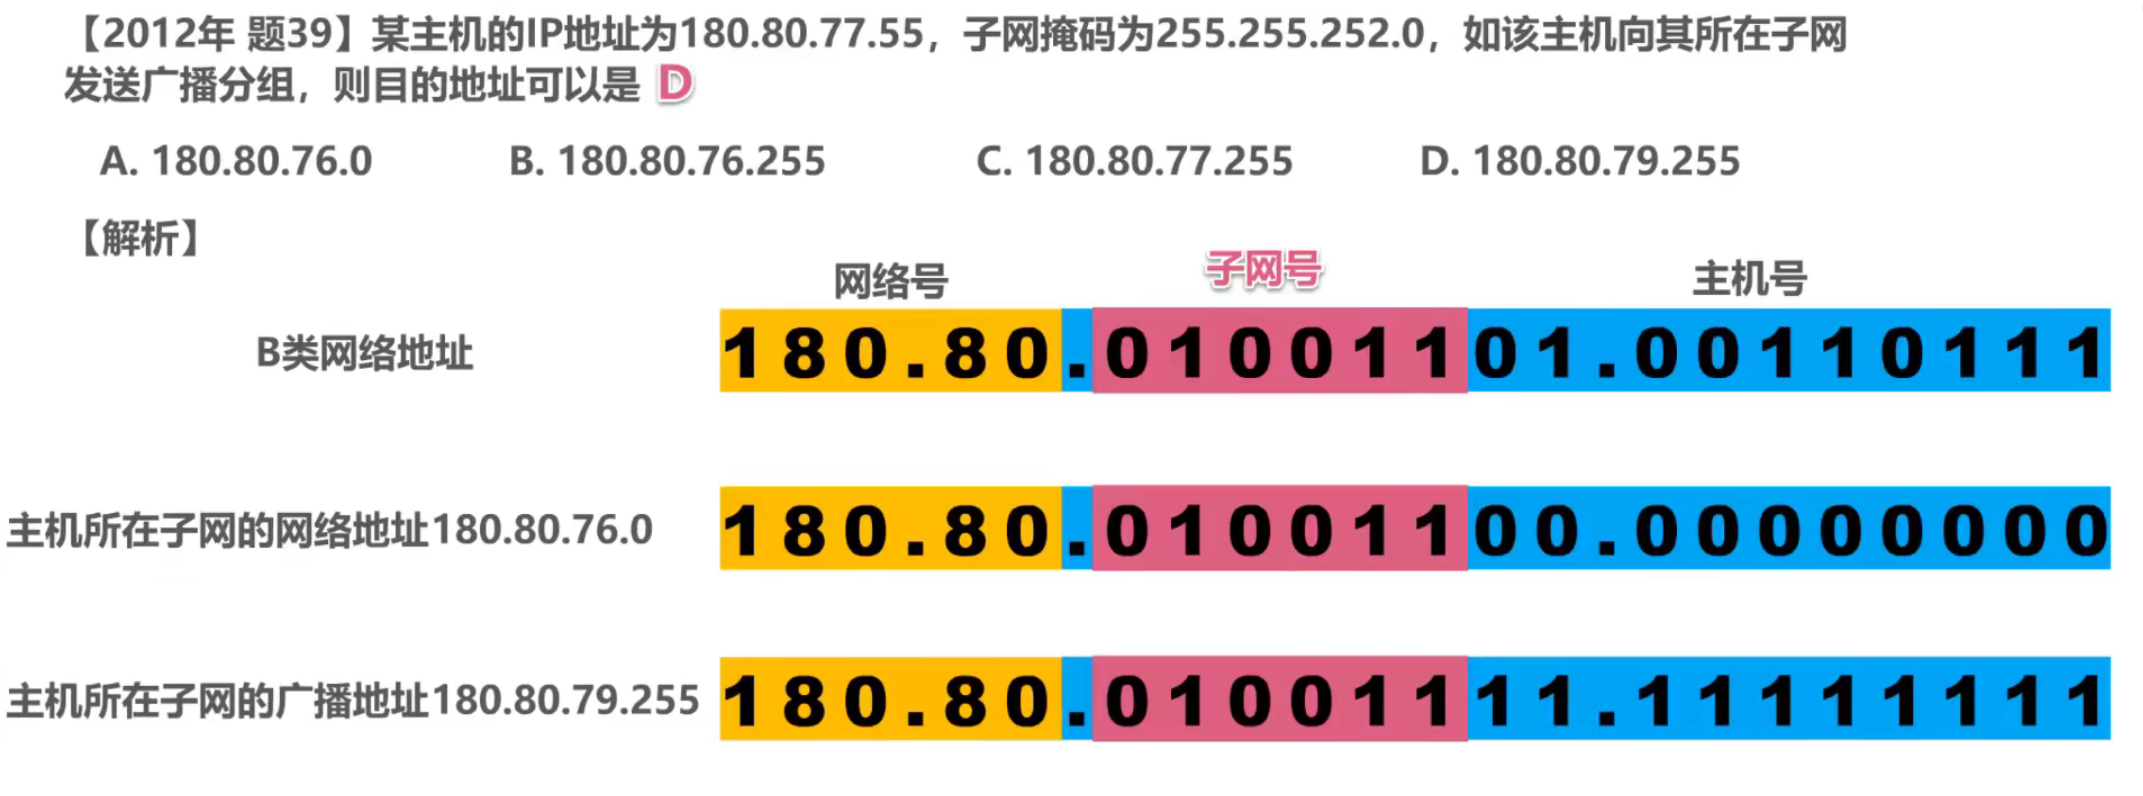 【2012年 题39】某主机的IP地址为180.80.77.55，子网掩码为255.255.252.0，如该主机向其所在子网
发送广播分组，则目的地址可以是 D
A. 180.80.76.0 B. 180.80.76.255 C. 180.80.77.255 D. 180.80.79.255
【解析】
网络号 子网号 主机号
B类网络地址 180.80.01001101.00110111
主机所在子网的网络地址180.80.76.0 180.80.01001100.00000000
主机所在子网的广播地址180.80.79.255 180.80.01001111.11111111